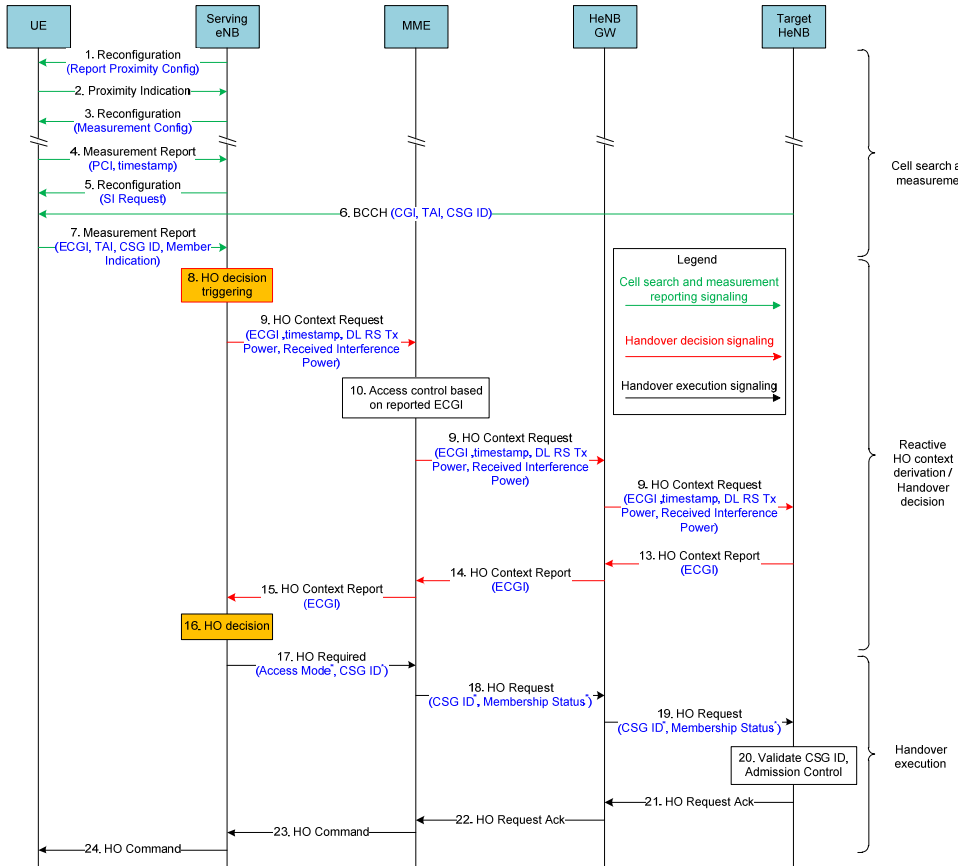 UE
Serving
eNB
MME
HeNB
GW
Target
HeNB
1. Reconfiguration
(Report Proximity Config)
2. Proximity Indication
3. Reconfiguration
(Measurement Config)
4. Measurement Report
(PCI, timestamp)
5. Reconfiguration
(SI Request)
6. BCCH (CGI, TAI, CSG ID)
7. Measurement Report
(ECGI, TAI, CSG ID, Member
Indication)
Cell search a
measureme
8. HO decision
triggering
Legend
Cell search and measurement
reporting signaling
Handover decision signaling
Handover execution signaling
9. HO Context Request
(ECGI ,timestamp, DL RS Tx
Power, Received Interference
Power)
10. Access control based
on reported ECGI
9. HO Context Request
(ECGI ,timestamp, DL RS Tx
Power, Received Interference
Power)
9. HO Context Request
(ECGI ,timestamp, DL RS Tx
Power, Received Interference
Power)
Reactive
HO context
derivation /
Handover
decision
13. HO Context Report
(ECGI)
14. HO Context Report
(ECGI)
15. HO Context Report
(ECGI)
16. HO decision
17. HO Required
(Access Mode*, CSG ID*)
18. HO Request
(CSG ID*, Membership Status*)
19. HO Request
(CSG ID*, Membership Status*)
20. Validate CSG ID,
Admission Control
Handover
execution
21. HO Request Ack
22. HO Request Ack
23. HO Command
24. HO Command